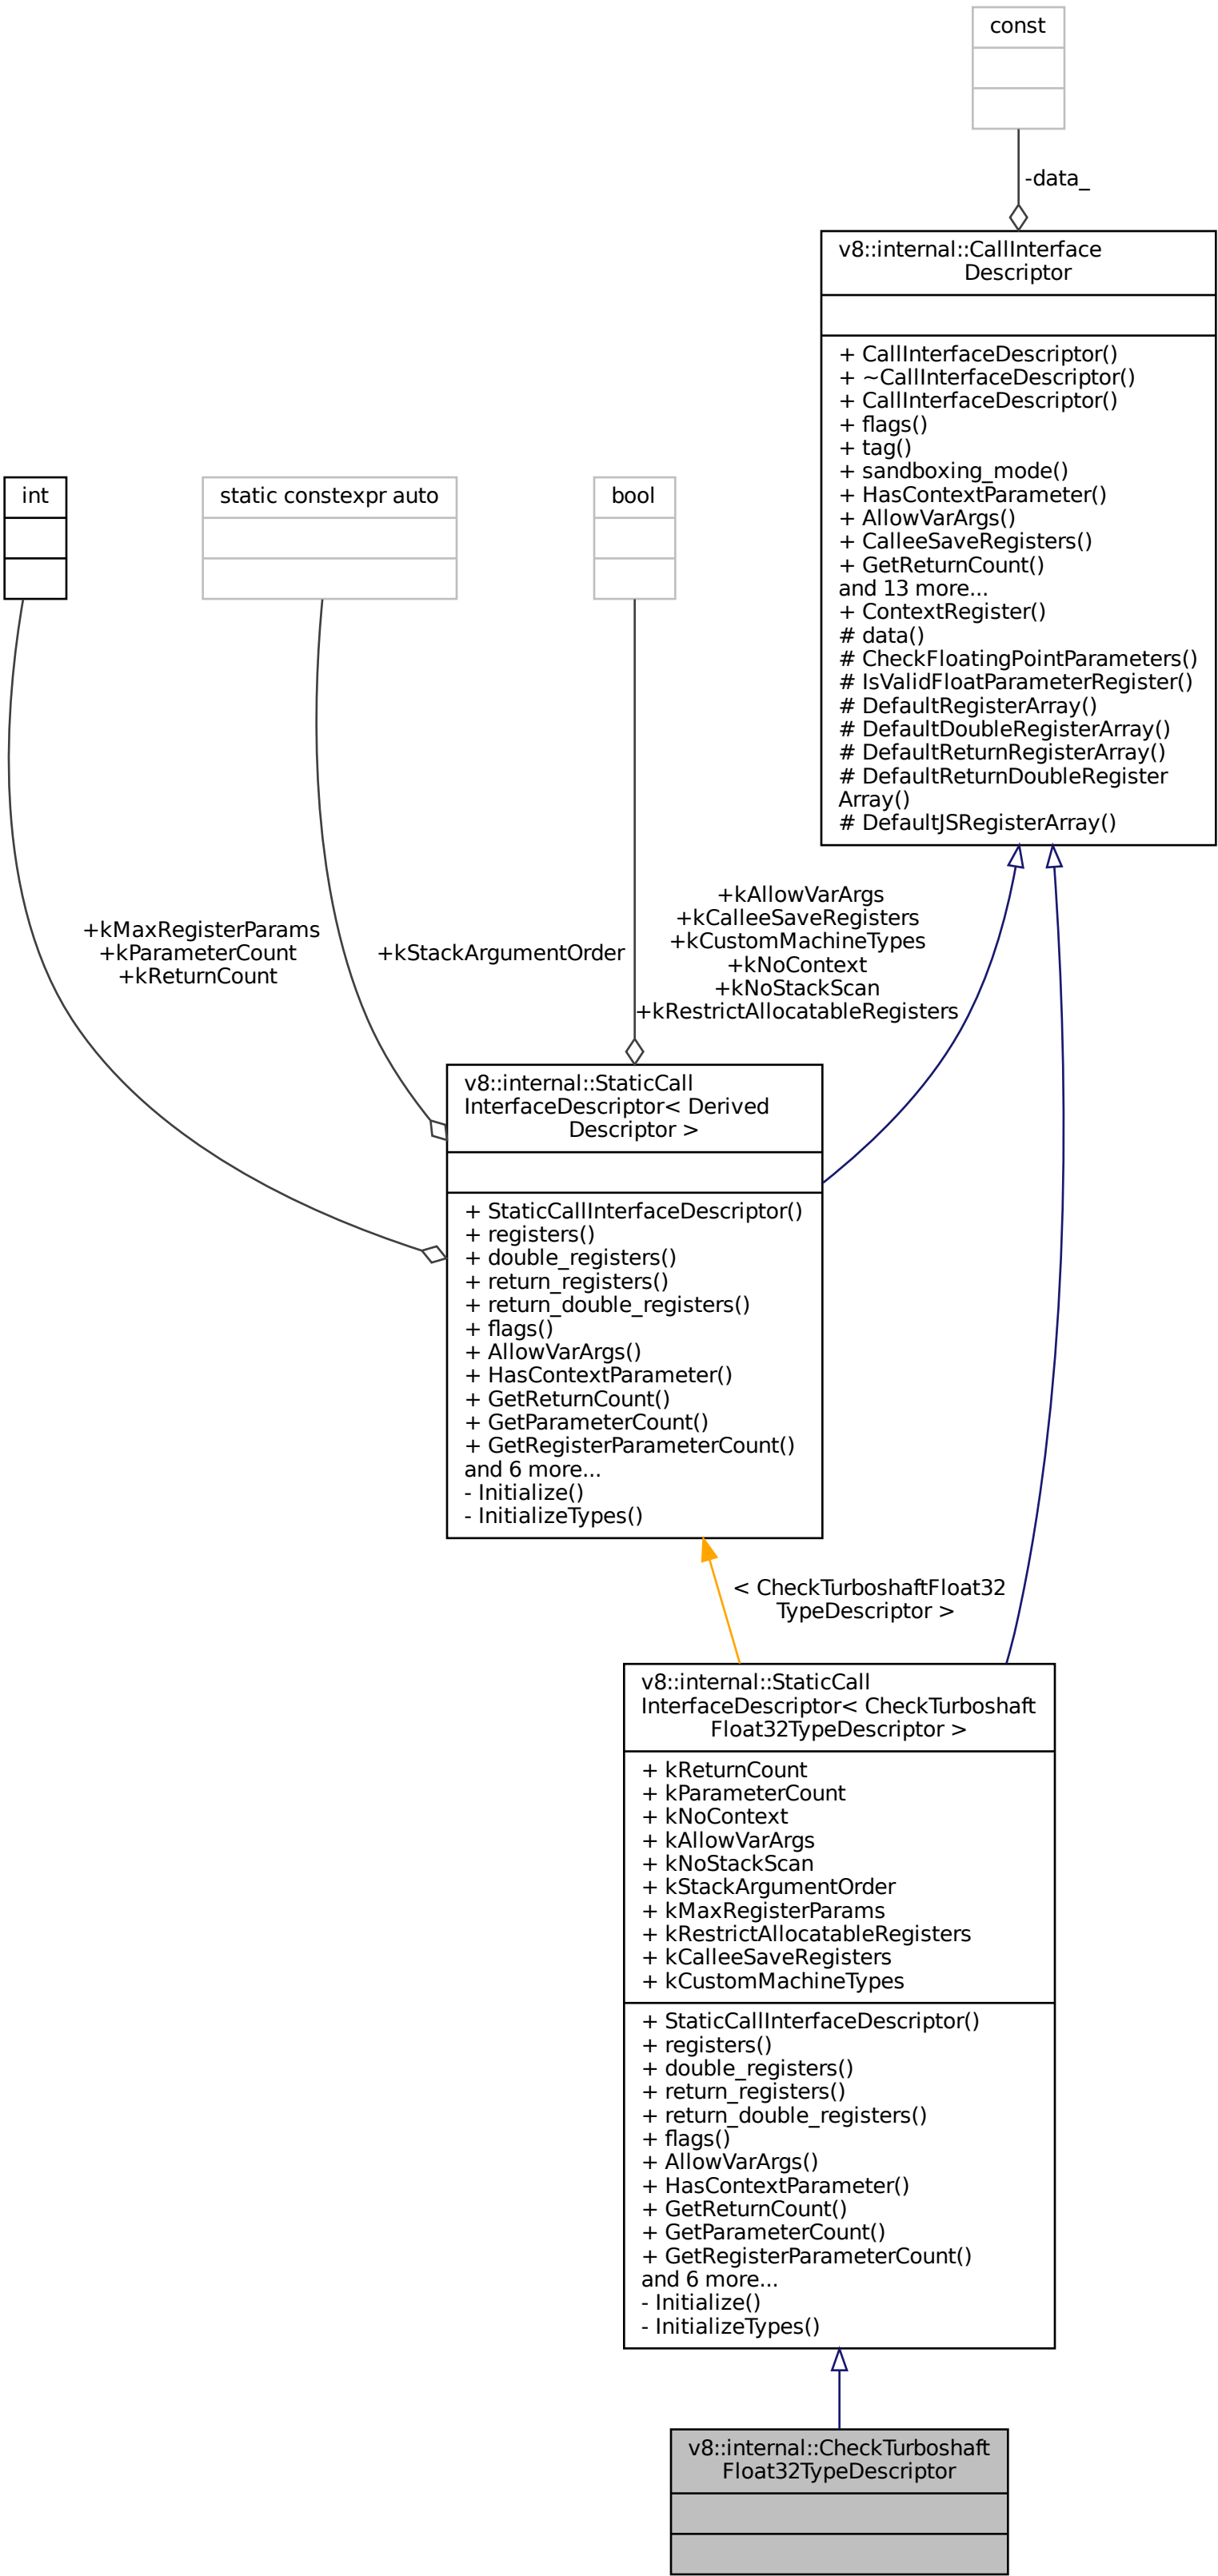 const
-data_
v8::internal::CallInterface
Descriptor
+ CallInterfaceDescriptor()
+ ~CallInterfaceDescriptor()
+ CallInterfaceDescriptor()
+ flags()
+ tag()
+ sandboxing_mode()
+ HasContextParameter()
+ AllowVarArgs()
+ CalleeSaveRegisters()
+ GetReturnCount()
and 13 more...
+ ContextRegister()
# data()
# CheckFloatingPointParameters()
# IsValidFloatParameterRegister()
# DefaultRegisterArray()
# DefaultDoubleRegisterArray()
# DefaultReturnRegisterArray()
# DefaultReturnDoubleRegister
Array()
# DefaultJSRegisterArray()
int
static constexpr auto
bool
+kMaxRegisterParams
+kParameterCount
+kReturnCount
+kStackArgumentOrder
+kAllowVarArgs
+kCalleeSaveRegisters
+kCustomMachineTypes
+kNoContext
+kNoStackScan
+kRestrictAllocatableRegisters
v8::internal::StaticCall
InterfaceDescriptor< Derived
Descriptor >
+ StaticCallInterfaceDescriptor()
+ registers()
+ double_registers()
+ return_registers()
+ return_double_registers()
+ flags()
+ AllowVarArgs()
+ HasContextParameter()
+ GetReturnCount()
+ GetParameterCount()
+ GetRegisterParameterCount()
and 6 more...
- Initialize()
- InitializeTypes()
< CheckTurboshaftFloat32
TypeDescriptor >
v8::internal::StaticCall
InterfaceDescriptor< CheckTurboshaft
Float32TypeDescriptor >
+ kReturnCount
+ kParameterCount
+ kNoContext
+ kAllowVarArgs
+ kNoStackScan
+ kStackArgumentOrder
+ kMaxRegisterParams
+ kRestrictAllocatableRegisters
+ kCalleeSaveRegisters
+ kCustomMachineTypes
+ StaticCallInterfaceDescriptor()
+ registers()
+ double_registers()
+ return_registers()
+ return_double_registers()
+ flags()
+ AllowVarArgs()
+ HasContextParameter()
+ GetReturnCount()
+ GetParameterCount()
+ GetRegisterParameterCount()
and 6 more...
- Initialize()
- InitializeTypes()
v8::internal::CheckTurboshaft
Float32TypeDescriptor